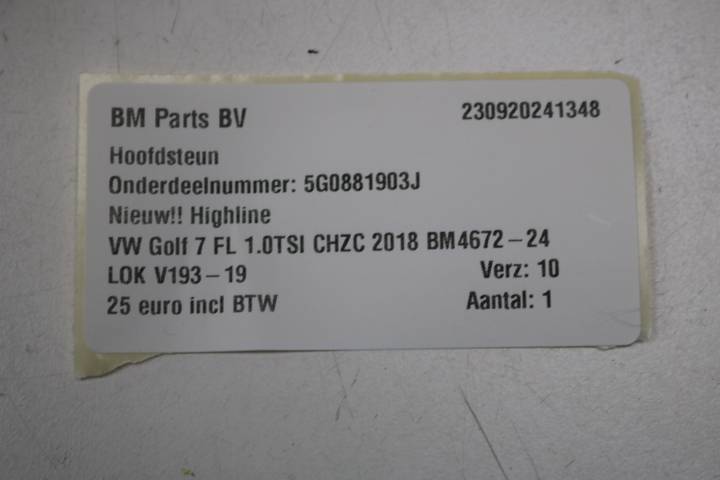 BM Parts BV 230920241348
Hoofdsteun
Onderdeelnummer: 5G0881903J
Nieuw!! Highline
VW Golf 7 FL 1.0TSI CHZC 2018 BM4672-24
LOK V193-19 Verz: 10
25 euro incl BTW Aantal: 1